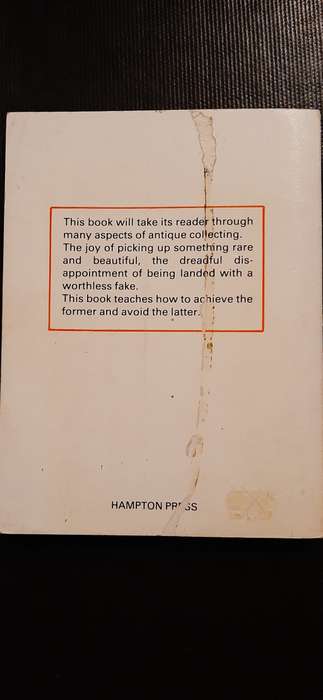 This book will take its reader through
many aspects of antique collecting.
The joy of picking up something rare
and beautiful, the dreadful dis-
appointment of being landed with a
worthless fake.
This book teaches how to achieve the
former and avoid the latter.
HAMPTON PRESS